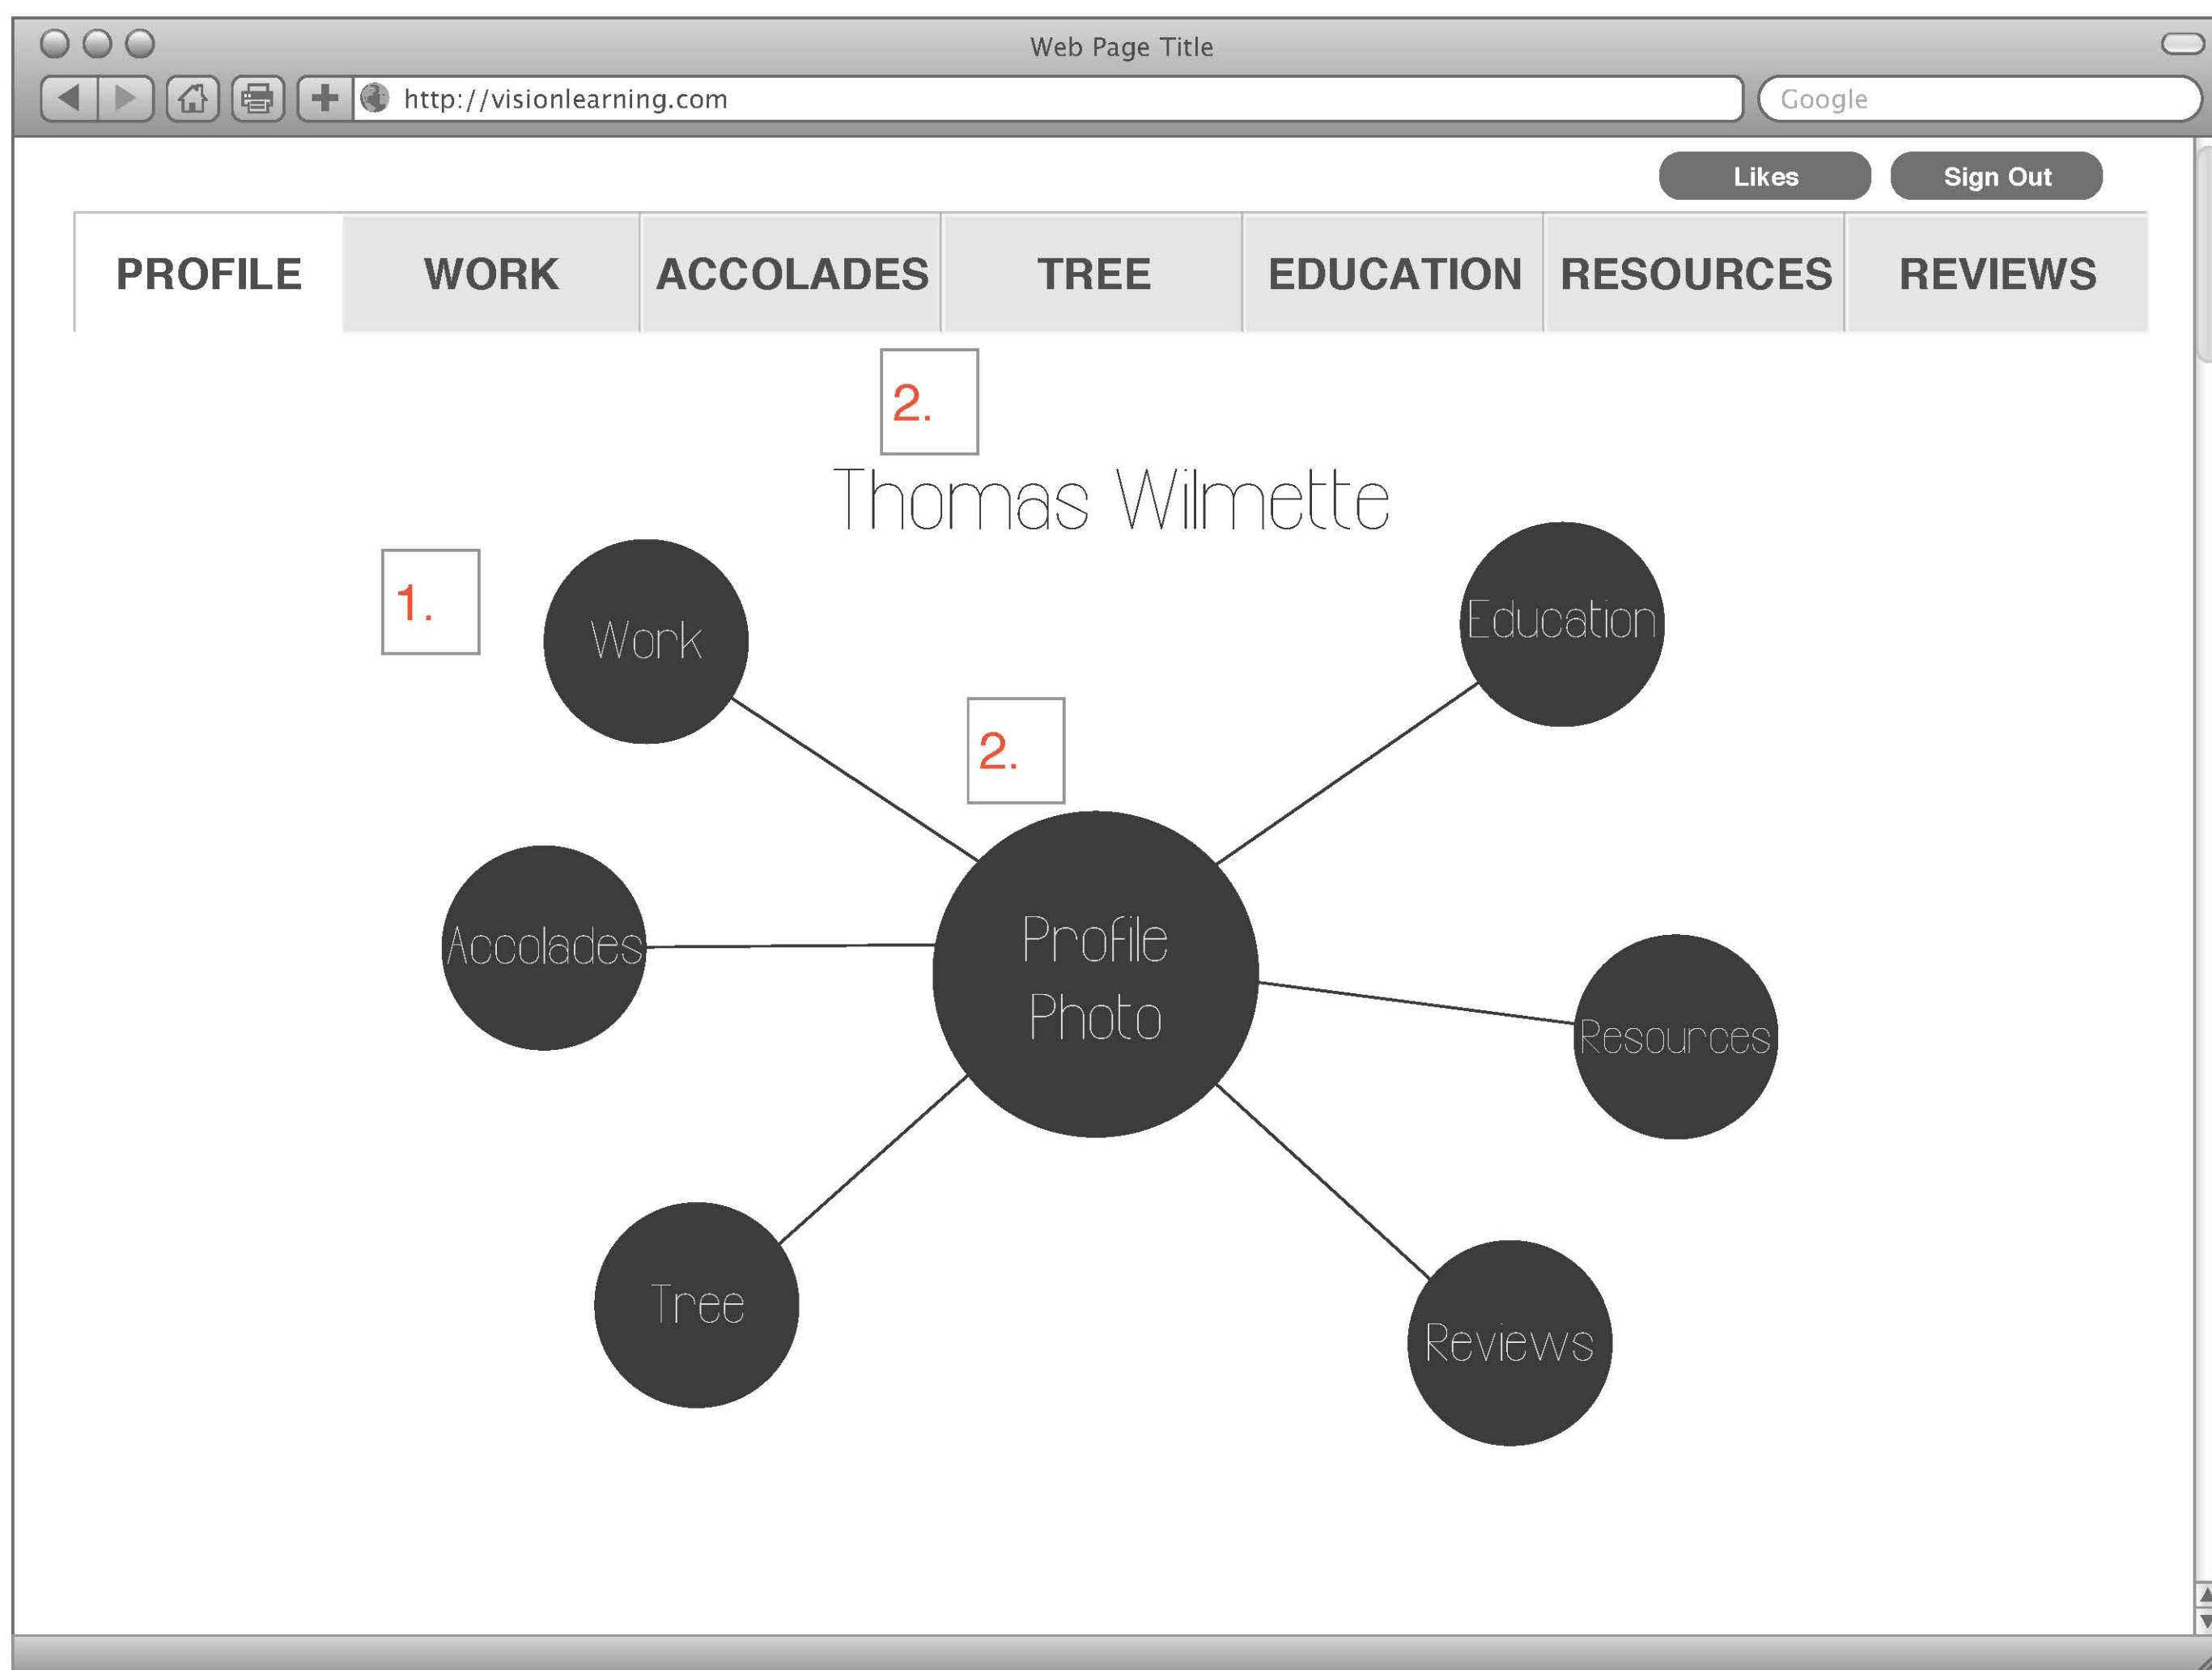 Web Page Title
http://visionlearning.com
Google
Likes
Sign Out
PROFILE
WORK
ACCOLADES
TREE
EDUCATION
RESOURCES
REVIEWS
2.
Thomas Wilmette
1.
Work
Education
2.
Accolades
Profile
Photo
Resources
Tree
Reviews